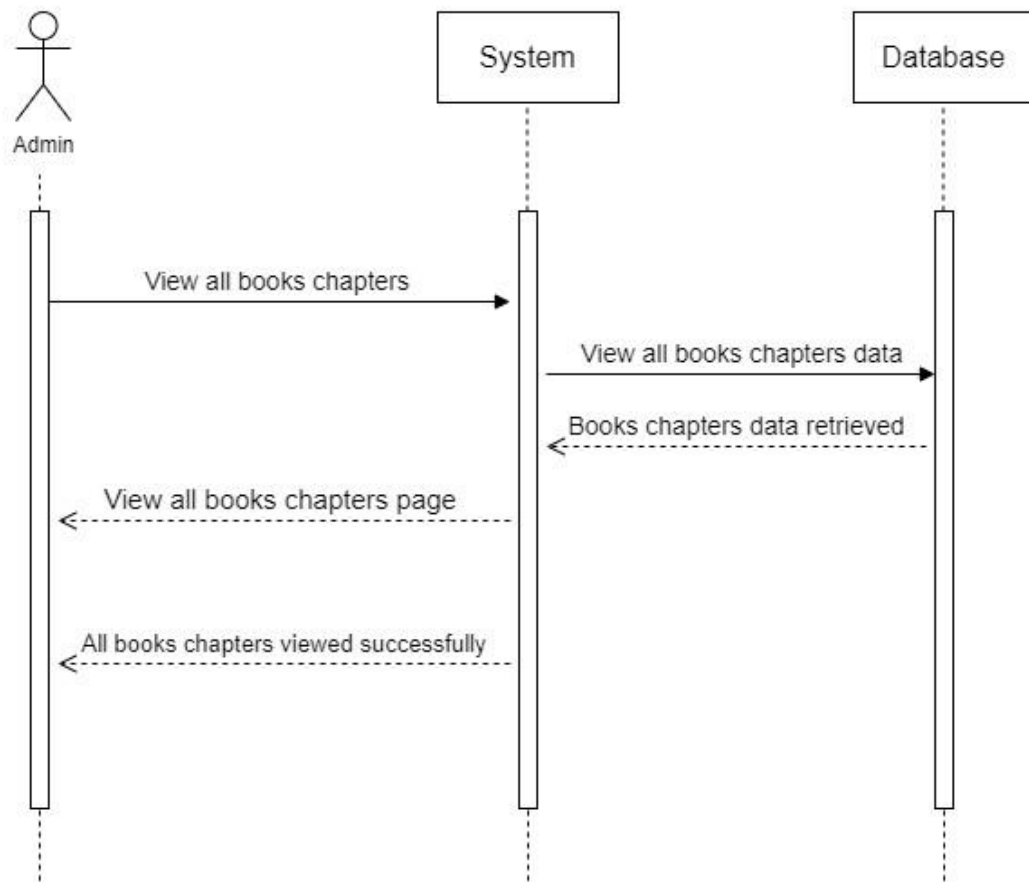 System
Database
Admin
View all books chapters
View all books chapters data
Books chapters data retrieved
View all books chapters page
All books chapters viewed successfully